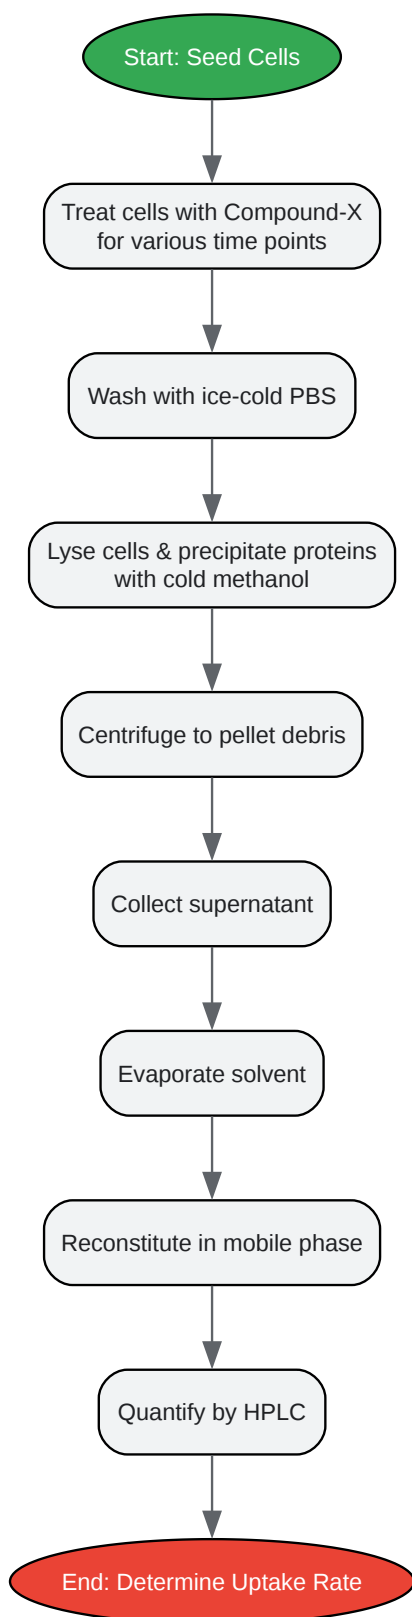 Start: Seed Cells
Treat cells with Compound-X
for various time points
Wash with ice-cold PBS
Lyse cells & precipitate proteins
with cold methanol
Centrifuge to pellet debris
Collect supernatant
Evaporate solvent
Reconstitute in mobile phase
Quantify by HPLC
End: Determine Uptake Rate